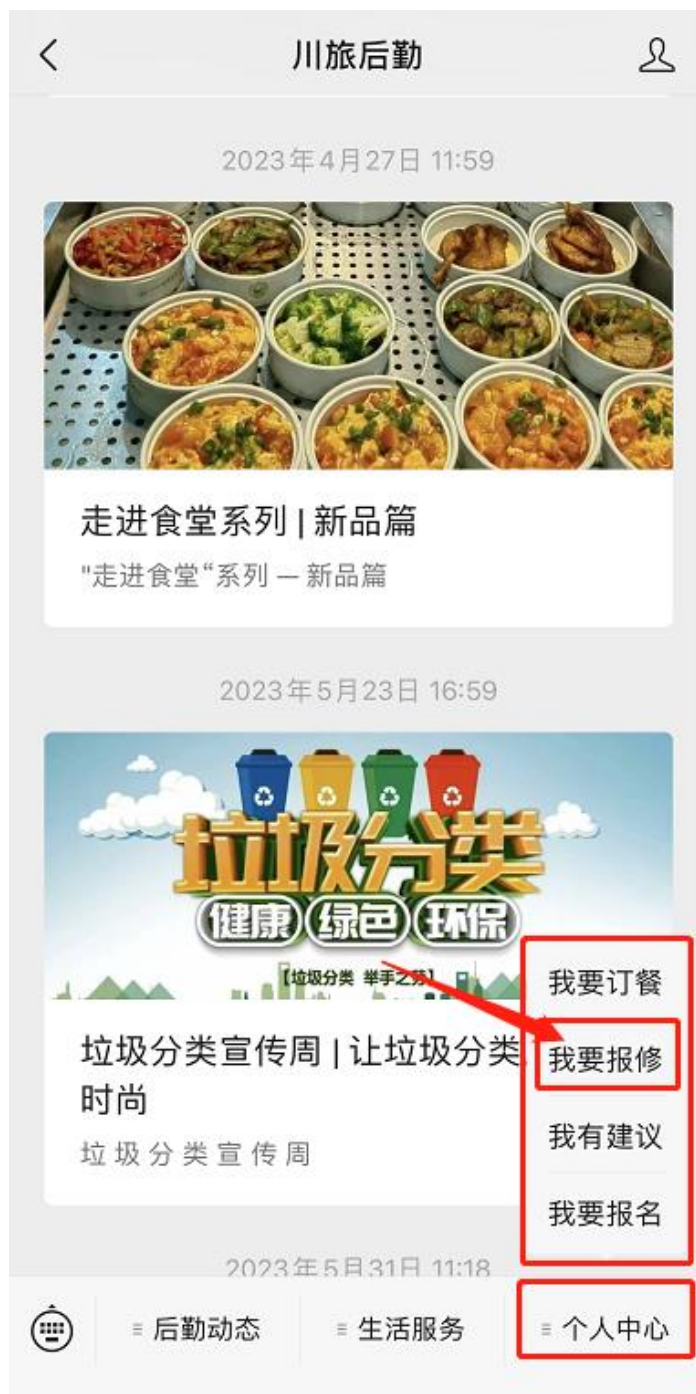 川旅后勤
2023年4月27日 11:59
走进食堂系列 | 新品篇
"走进食堂“系列 — 新品篇
2023年5月23日 16:59
垃圾分类
健康 绿色 环保
【垃圾分类 举手之劳】
垃圾分类宣传周 | 让垃圾分类
时尚
垃圾分类宣传周
我要订餐
我要报修
我有建议
我要报名
2023年5月31日 11:18
后勤动态
生活服务
个人中心